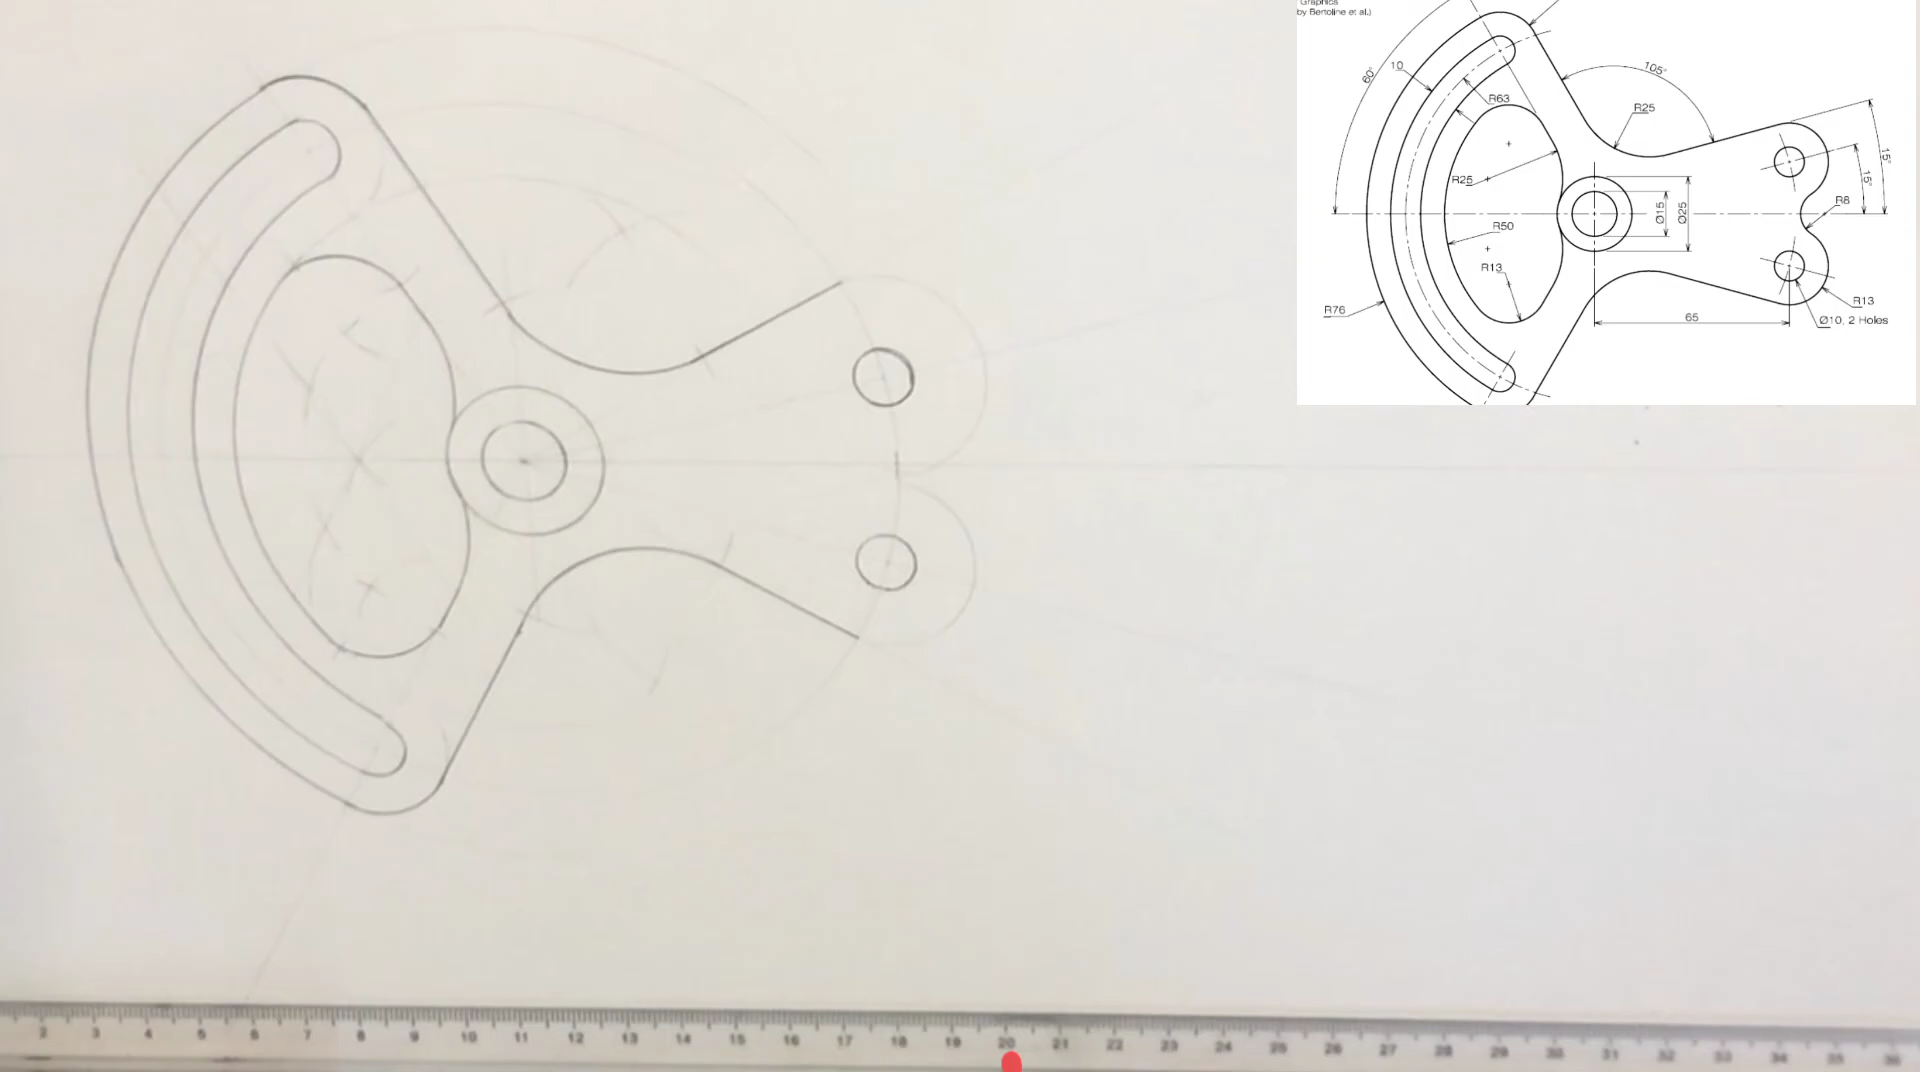 Graphics
by Bertoline et al.)
60°
10
R63
105°
R25
R25
15°
15°
Ø15
Ø25
R8
R50
R13
R76
R13
Ø10, 2 Holes
65
2 3 4 5 6 7 8 9 10 11 12 13 14 15 16 17 18 19 20 21 22 23 24 25 26 27 28 29 30 31 32 33 34 35 36